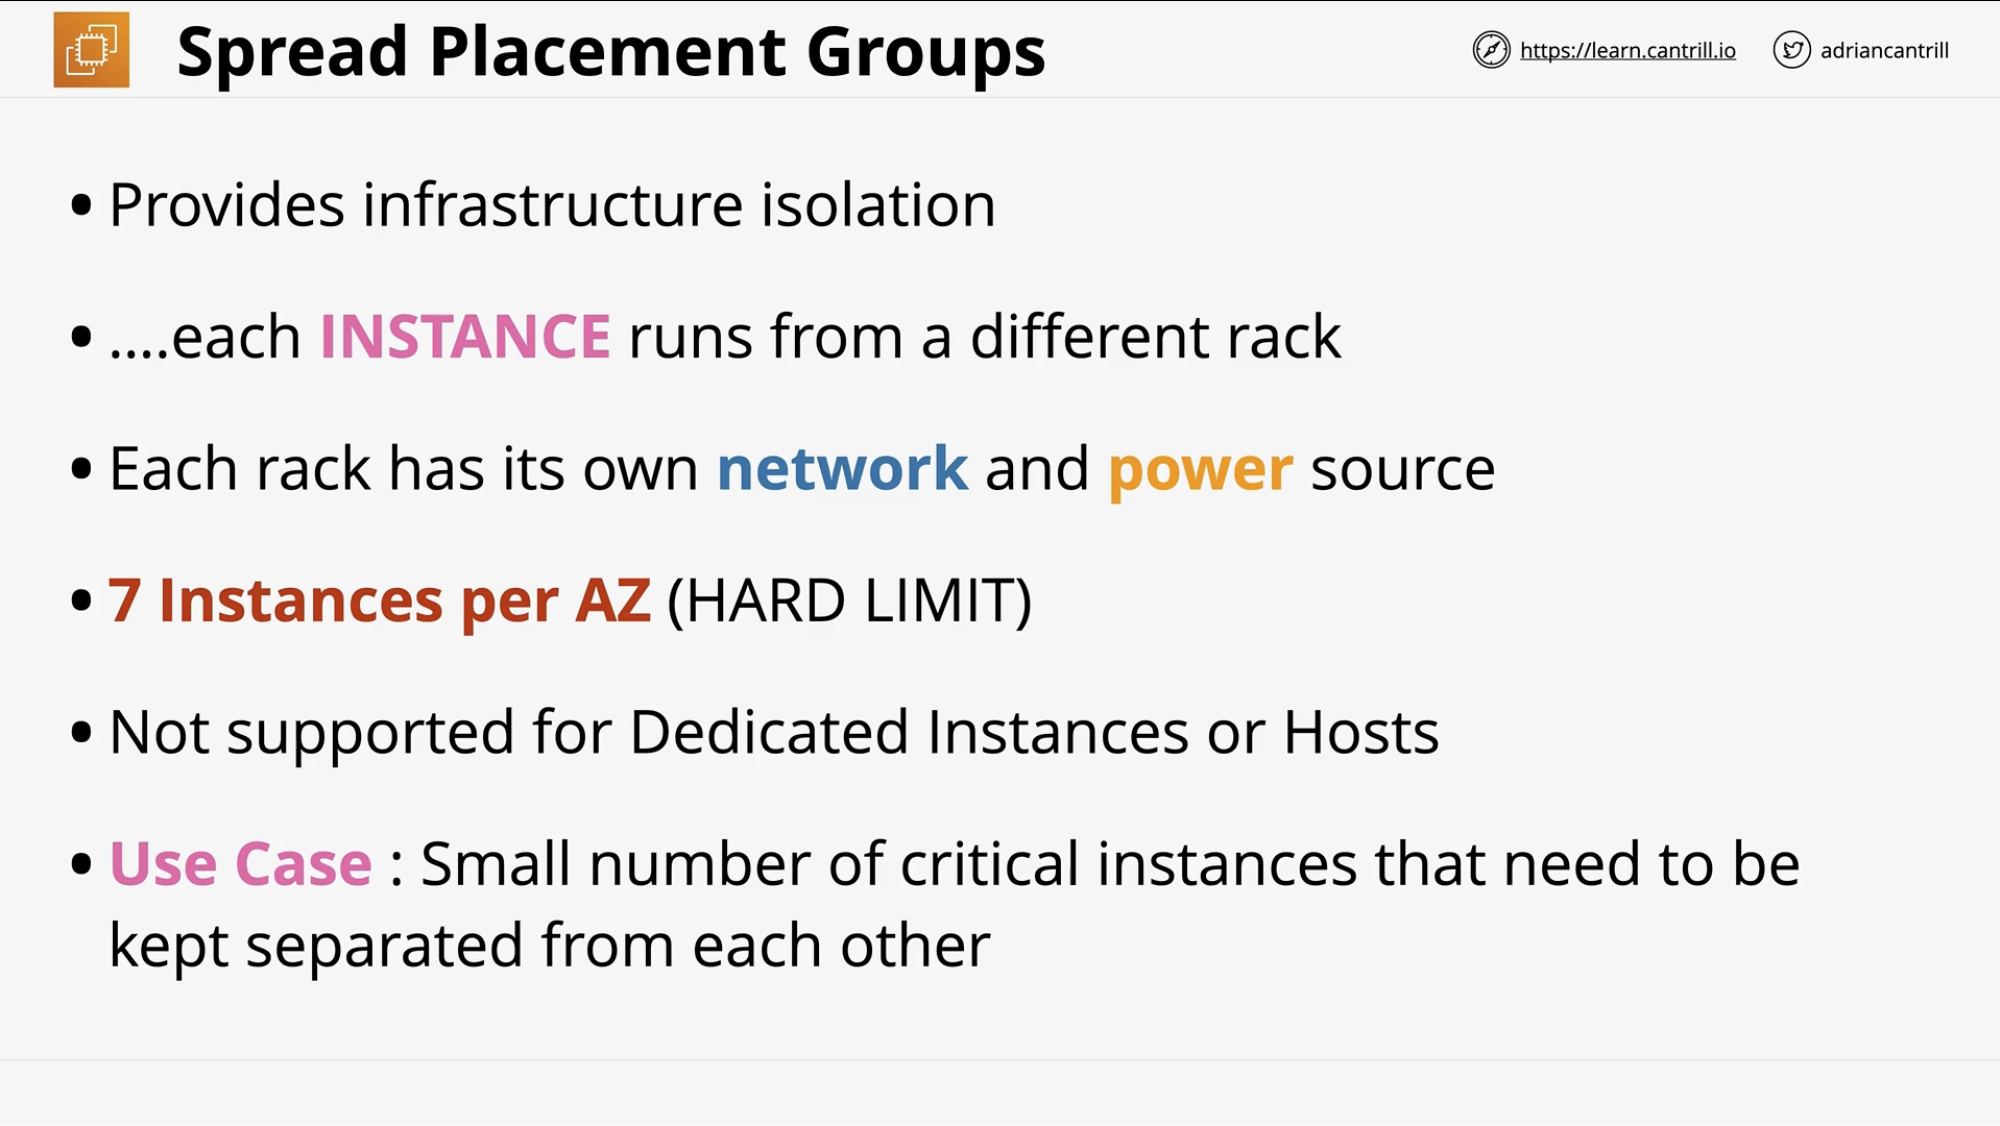 Spread Placement Groups
https://learn.cantrill.io
adriancantrill
• Provides infrastructure isolation
• ....each INSTANCE runs from a different rack
• Each rack has its own network and power source
• 7 Instances per AZ (HARD LIMIT)
• Not supported for Dedicated Instances or Hosts
• Use Case : Small number of critical instances that need to be
kept separated from each other